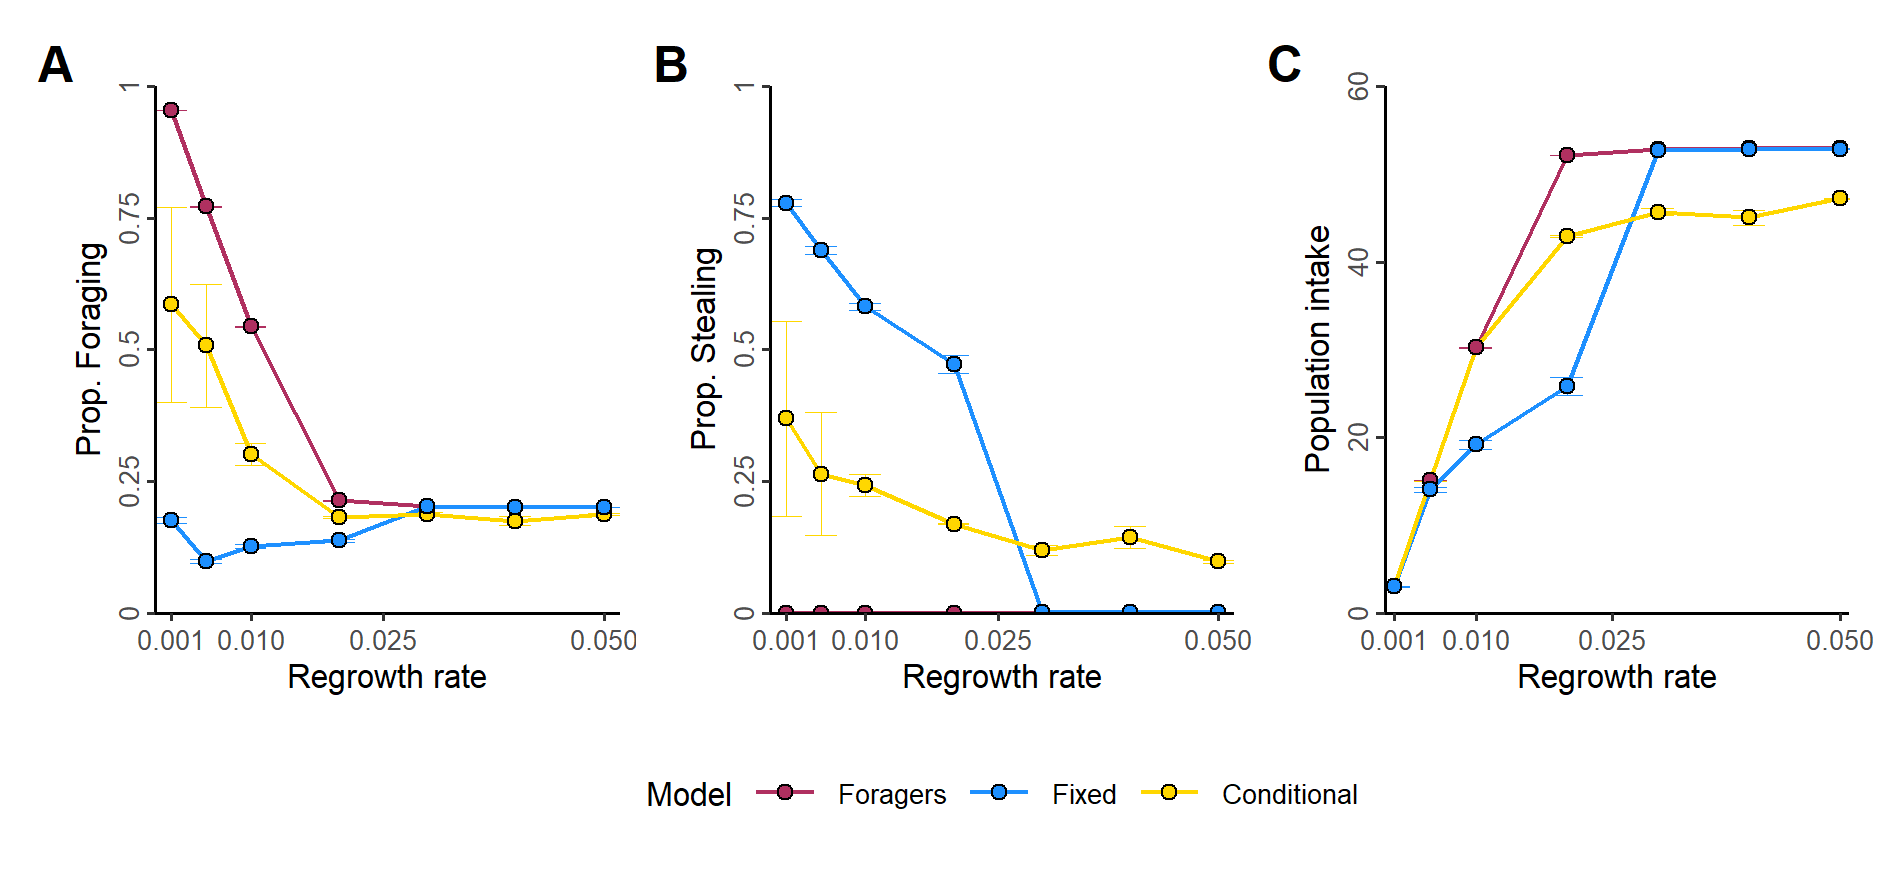 A
B
C
Prop. Foraging
1
0.75
0.5
0.25
0
0.001
0.010
0.025
0.050
Regrowth rate
Prop. Stealing
1
0.75
0.5
0.25
0
0.001
0.010
0.025
0.050
Regrowth rate
Population intake
60
40
20
0
0.001
0.010
0.025
0.050
Regrowth rate
Model Foragers Fixed Conditional